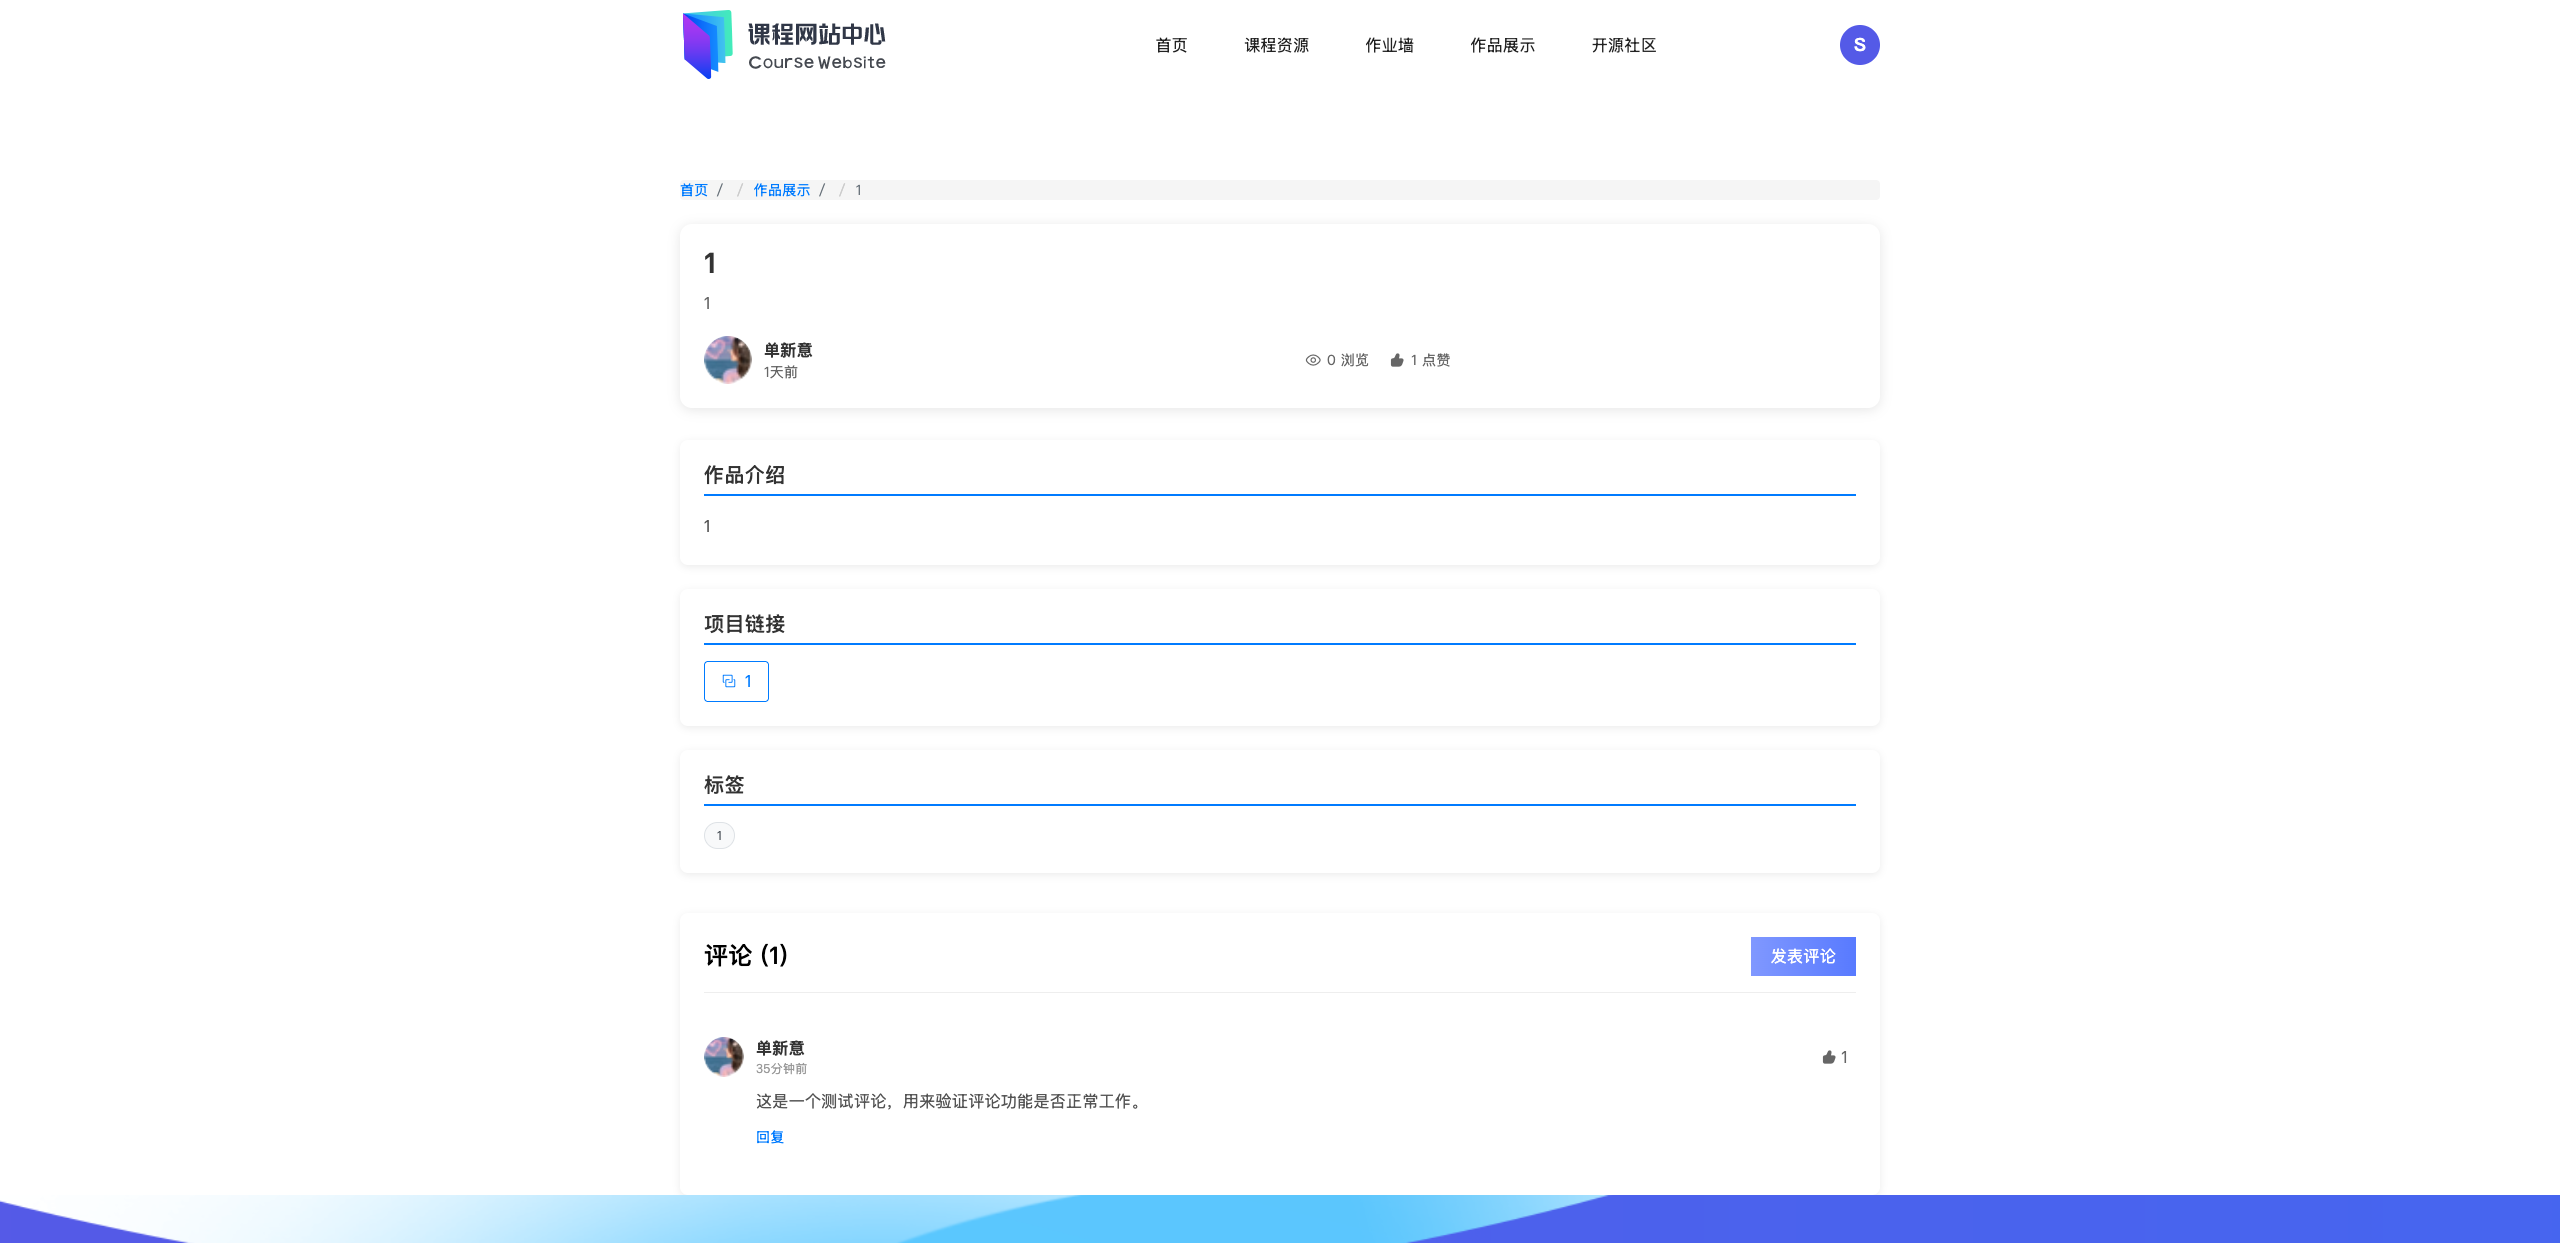 课程网站中心
Course Website
首页 课程资源 作业墙 作品展示 开源社区
S
首页 / / 作品展示 / / 1
1
1
单新意
1天前
0 浏览 1 点赞
作品介绍
1
项目链接
1
标签
1
评论 (1)
发表评论
单新意
35分钟前
1
这是一个测试评论，用来验证评论功能是否正常工作。
回复